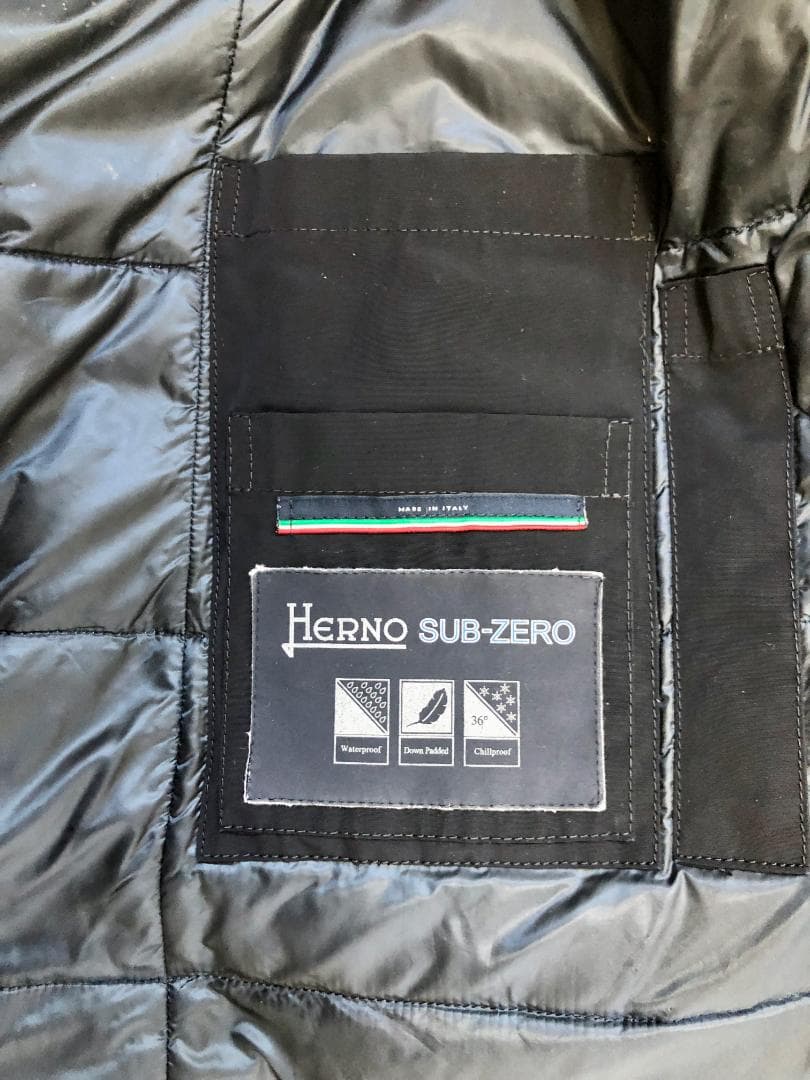 MADE IN ITALY
HERNO SUB-ZERO
36°
Waterproof Down Padded Chillproof